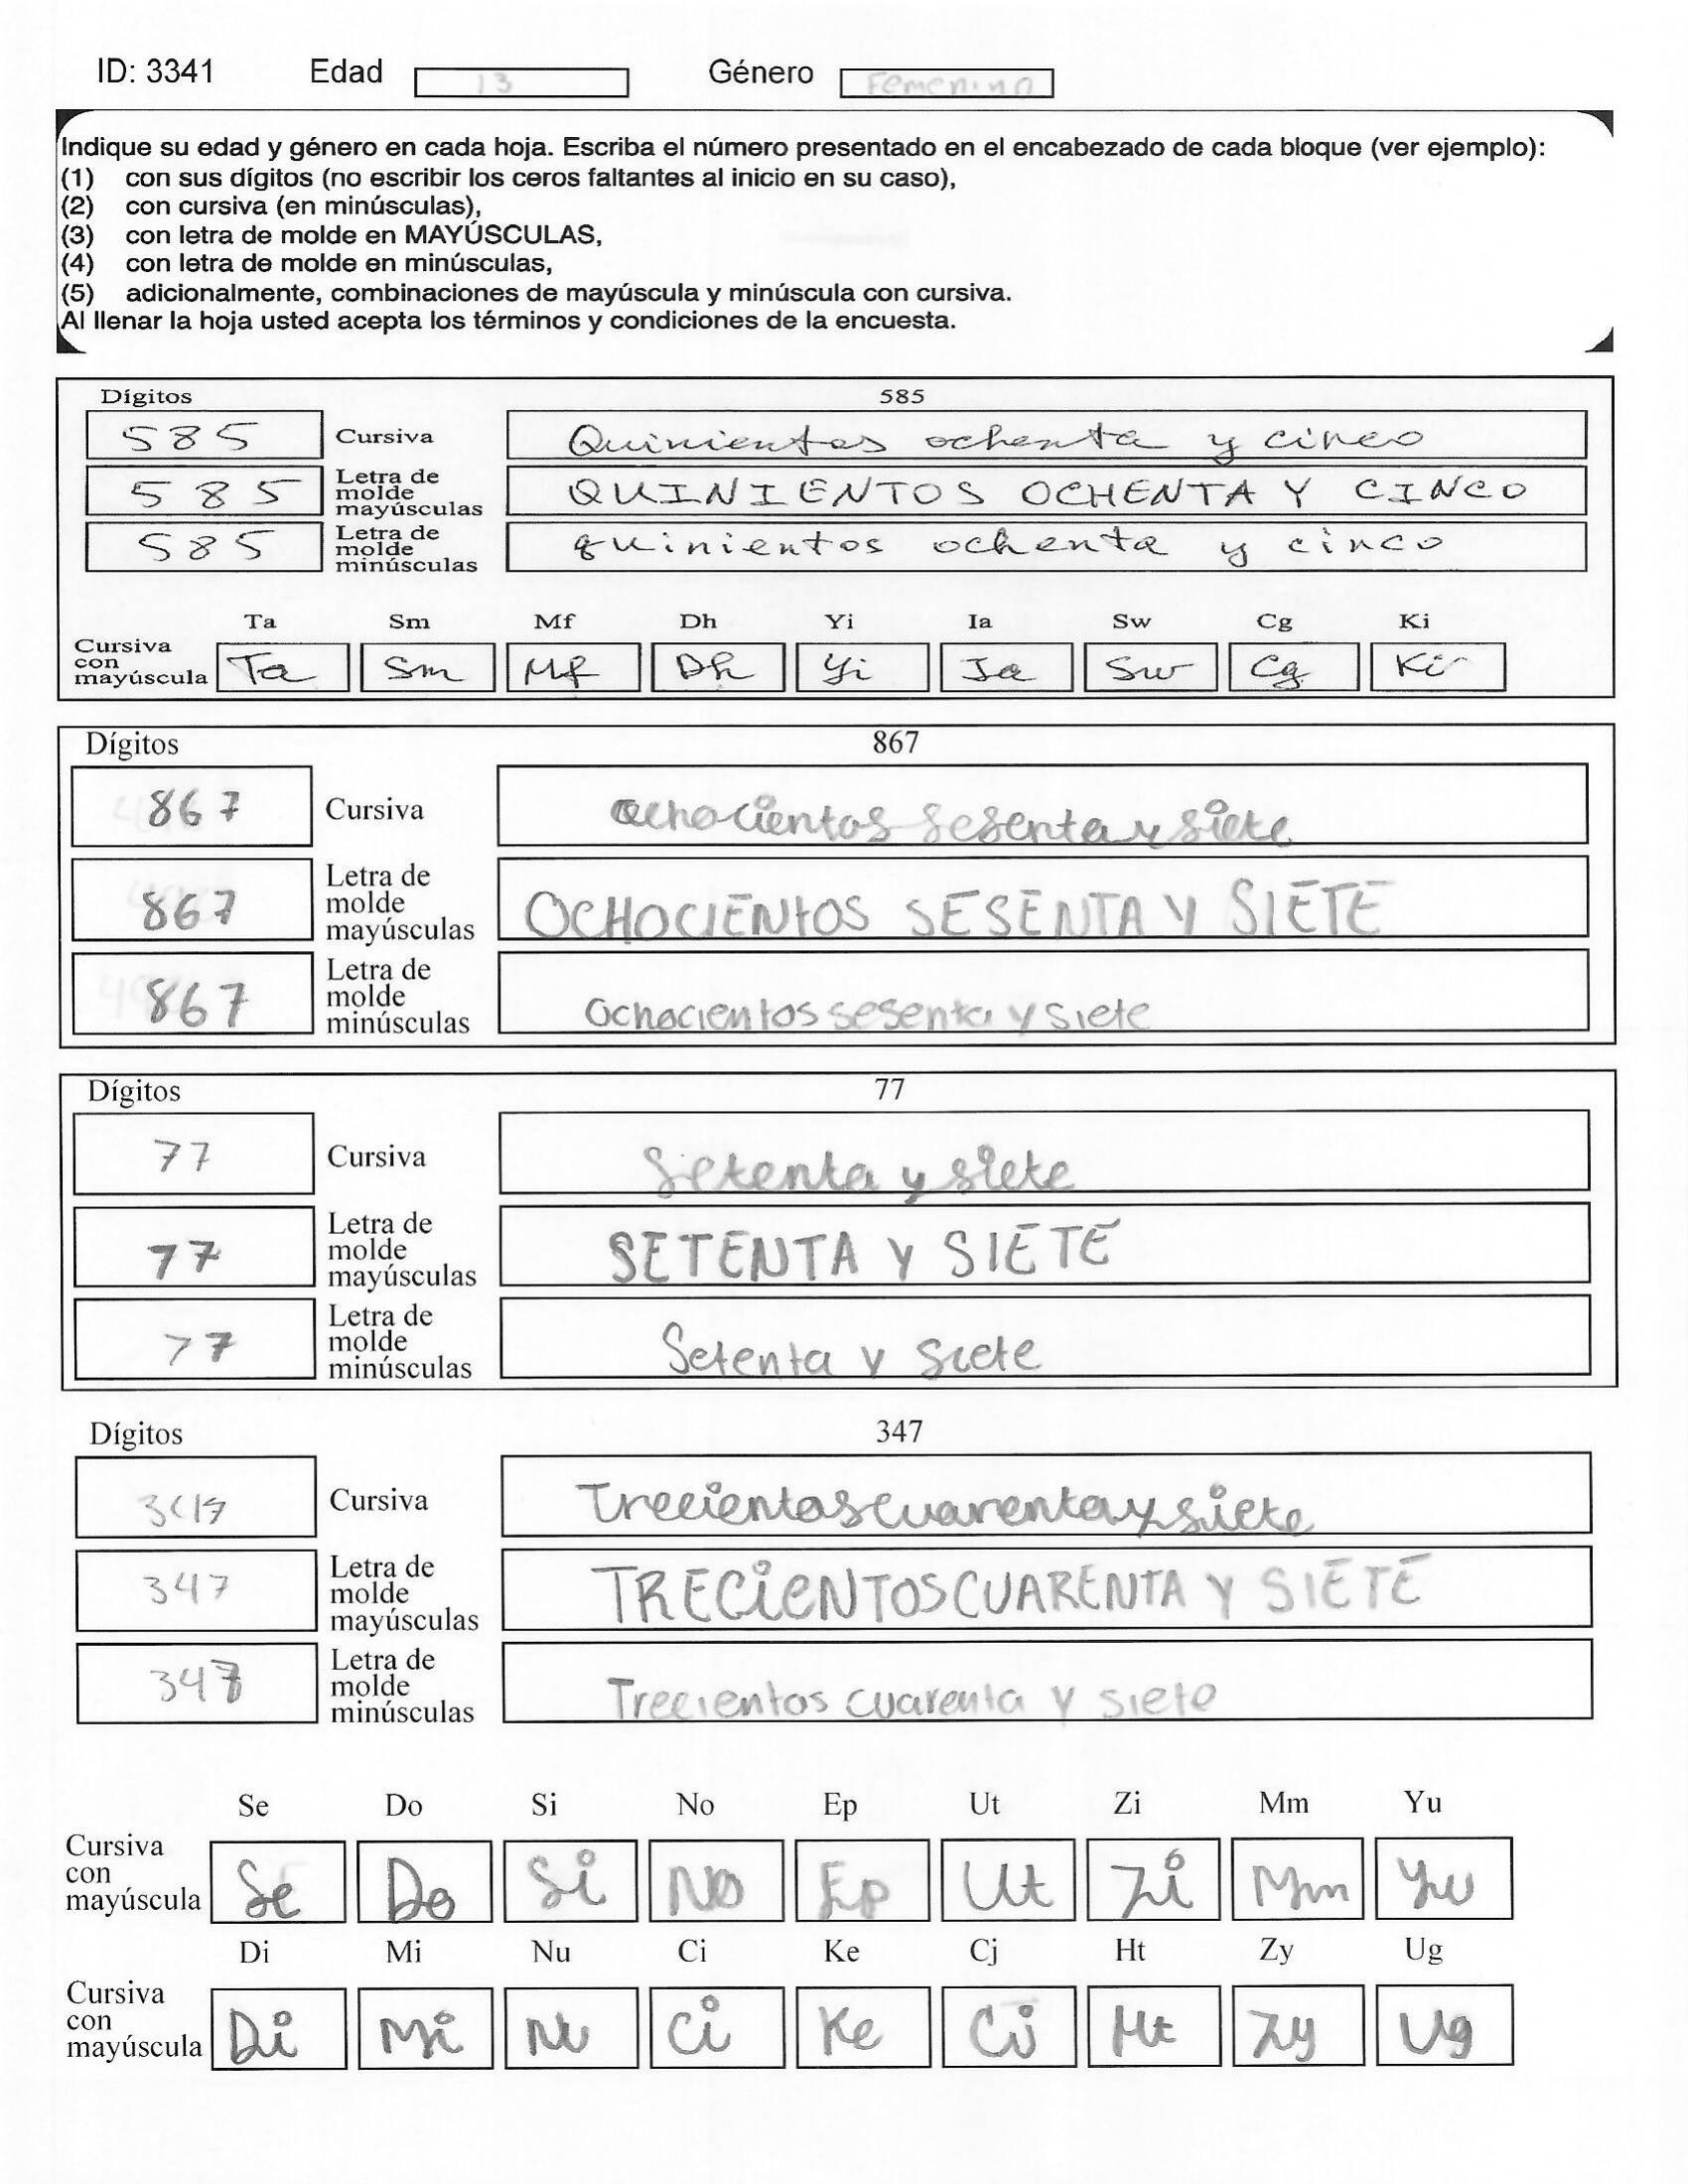 ID: 3341 Edad 13 Género Femenino
Indique su edad y género en cada hoja. Escriba el número presentado en el encabezado de cada bloque (ver ejemplo):
(1) con sus dígitos (no escribir los ceros faltantes al inicio en su caso),
(2) con cursiva (en minúsculas),
(3) con letra de molde en MAYÚSCULAS,
(4) con letra de molde en minúsculas,
(5) adicionalmente, combinaciones de mayúscula y minúscula con cursiva.
Al llenar la hoja usted acepta los términos y condiciones de la encuesta.
Dígitos 585
585 Cursiva Quinientos ochenta y cinco
585 Letra de molde mayúsculas QUINIENTOS OCHENTA Y CINCO
585 Letra de molde minúsculas quinientos ochenta y cinco
Ta Sm Mf Dh Yi Ia Sw Cg Ki
Cursiva con mayúscula Ta Sm Mf Dh Yi Ia Sw Cg Ki
Dígitos 867
867 Cursiva Ochocientos sesenta y siete
867 Letra de molde mayúsculas OCHOCIENtOS SESENTA Y SIETE
867 Letra de molde minúsculas Ochocientos sesenta y siete
Dígitos 77
77 Cursiva Setenta y siete
77 Letra de molde mayúsculas SETENTA Y SIETE
77 Letra de molde minúsculas Setenta y siete
Dígitos 347
347 Cursiva Trecientos cuarenta y siete
347 Letra de molde mayúsculas TRECiENTOS CUARENTA Y SIETE
347 Letra de molde minúsculas Trecientos cuarenta y siete
Se Do Si No Ep Ut Zi Mm Yu
Cursiva con mayúscula Se Do Si No Ep Ut Zi Mm Yu
Di Mi Nu Ci Ke Cj Ht Zy Ug
Cursiva con mayúscula Di Mi Nu Ci Ke Cj Ht Zy Ug